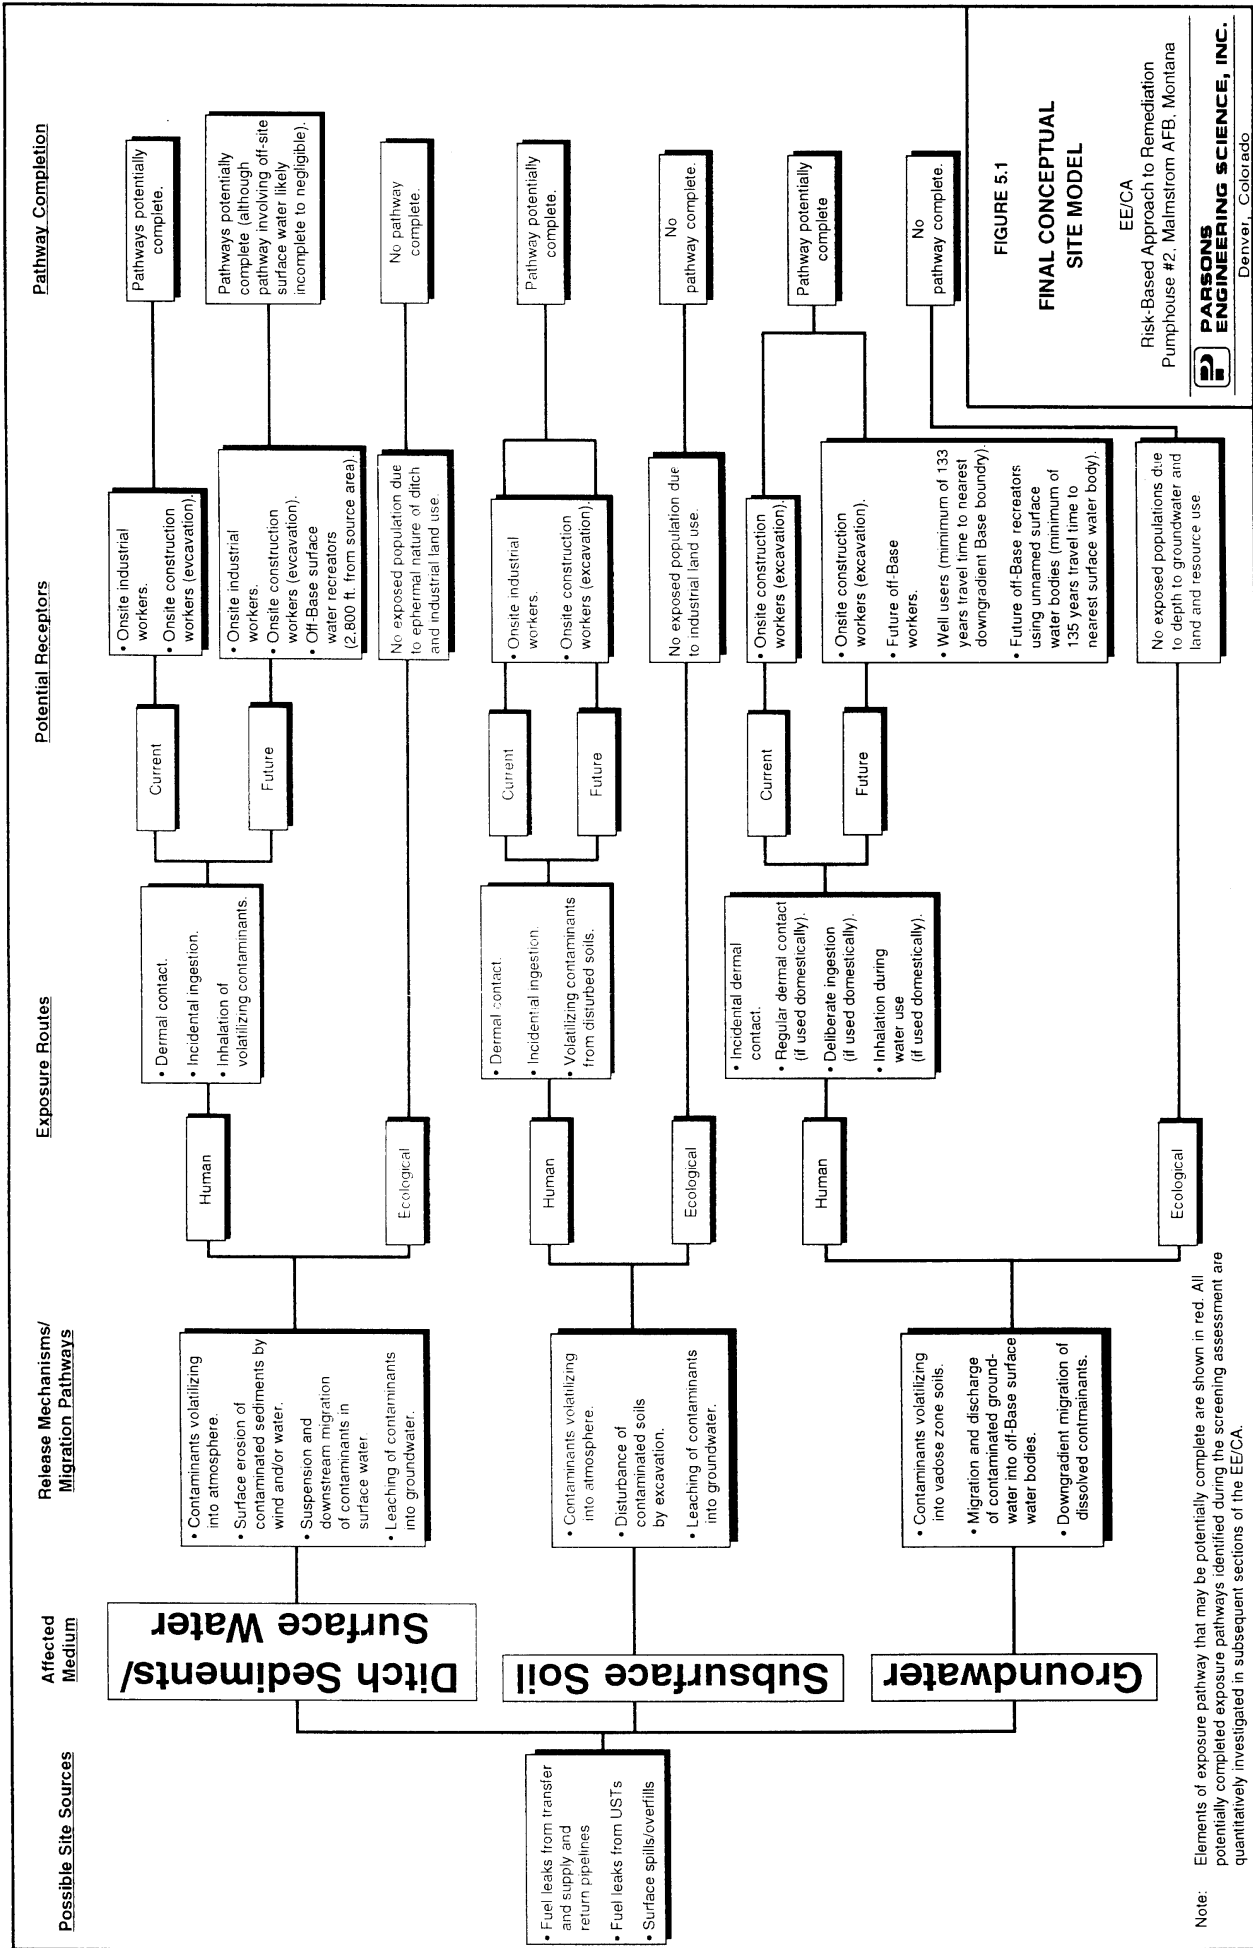 Possible Site Sources
Affected
Medium
Release Mechanisms/
Migration Pathways
Exposure Routes
Potential Receptors
Pathway Completion
• Fuel leaks from transfer
and supply and
return pipelines
• Fuel leaks from USTs
• Surface spills/overfills
Ditch Sediments/
Surface Water
• Contaminants volatilizing
into atmosphere.
• Surface erosion of
contaminated sediments by
wind and/or water.
• Suspension and
downstream migration
of contaminants in
surface water
• Leaching of contaminants
into groundwater.
Human
• Dermal contact.
• Incidental ingestion.
• Inhalation of
volatilizing contaminants.
Current
• Onsite industrial
workers.
• Onsite construction
workers (evcavation).
Pathways potentially
complete.
Future
• Onsite industrial
workers.
• Onsite construction
workers (evcavation).
• Off-Base surface
water recreators
(2,800 ft. from source area).
Pathways potentially
complete (although
pathway involving off-site
surface water likely
incomplete to negligible).
Ecological
No exposed population due
to ephermal nature of ditch
and industrial land use.
No pathway
complete.
Subsurface Soil
• Contaminants volatilizing
into atmosphere.
• Disturbance of
contaminated soils
by excavation.
• Leaching of contaminants
into groundwater.
Human
• Dermal contact.
• Incidential ingestion.
• Volatilizing contaminants
from disturbed soils.
Current
Future
• Onsite industrial
workers.
• Onsite construction
workers (excavation).
Pathway potentially
complete.
Ecological
No exposed population due
to industrial land use.
No
pathway complete.
Groundwater
• Contaminants volatilizing
into vadose zone soils.
• Migration and discharge
of contaminated ground-
water into off-Base surface
water bodies.
• Downgradient migration of
dissolved contmainants.
Human
• Incidental dermal
contact.
• Regular dermal contact
(if used domestically).
• Deliberate ingestion
(if used domestically).
• Inhalation during
water use
(if used domestically).
Current
• Onsite construction
workers (excavation).
Future
• Onsite construction
workers (excavation).
• Future off-Base
workers.
• Well users (mimimum of 133
years travel time to nearest
downgradient Base boundry).
• Future off-Base recreators
using unnamed surface
water bodies (minimum of
135 years travel time to
nearest surface water body).
Pathway potentially
complete
Ecological
No exposed populations due
to depth to groundwater and
land and resource use.
No
pathway complete.
Note: Elements of exposure pathway that may be potentially complete are shown in red. All
potentially completed exposure pathways identified during the screening assessment are
quantitatively investigated in subsequent sections of the EE/CA.
FIGURE 5.1
FINAL CONCEPTUAL
SITE MODEL
EE/CA
Risk-Based Approach to Remediation
Pumphouse #2, Malmstrom AFB, Montana
PARSONS
ENGINEERING SCIENCE, INC.
Denver, Colorado